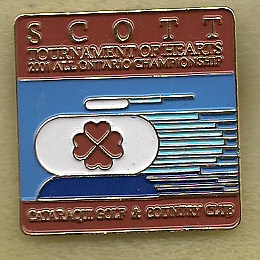 SCOTT
TOURNAMENT OF HEARTS
2001 ALL ONTARIO CHAMPIONSHIP
CATARAQUI GOLF & COUNTRY CLUB